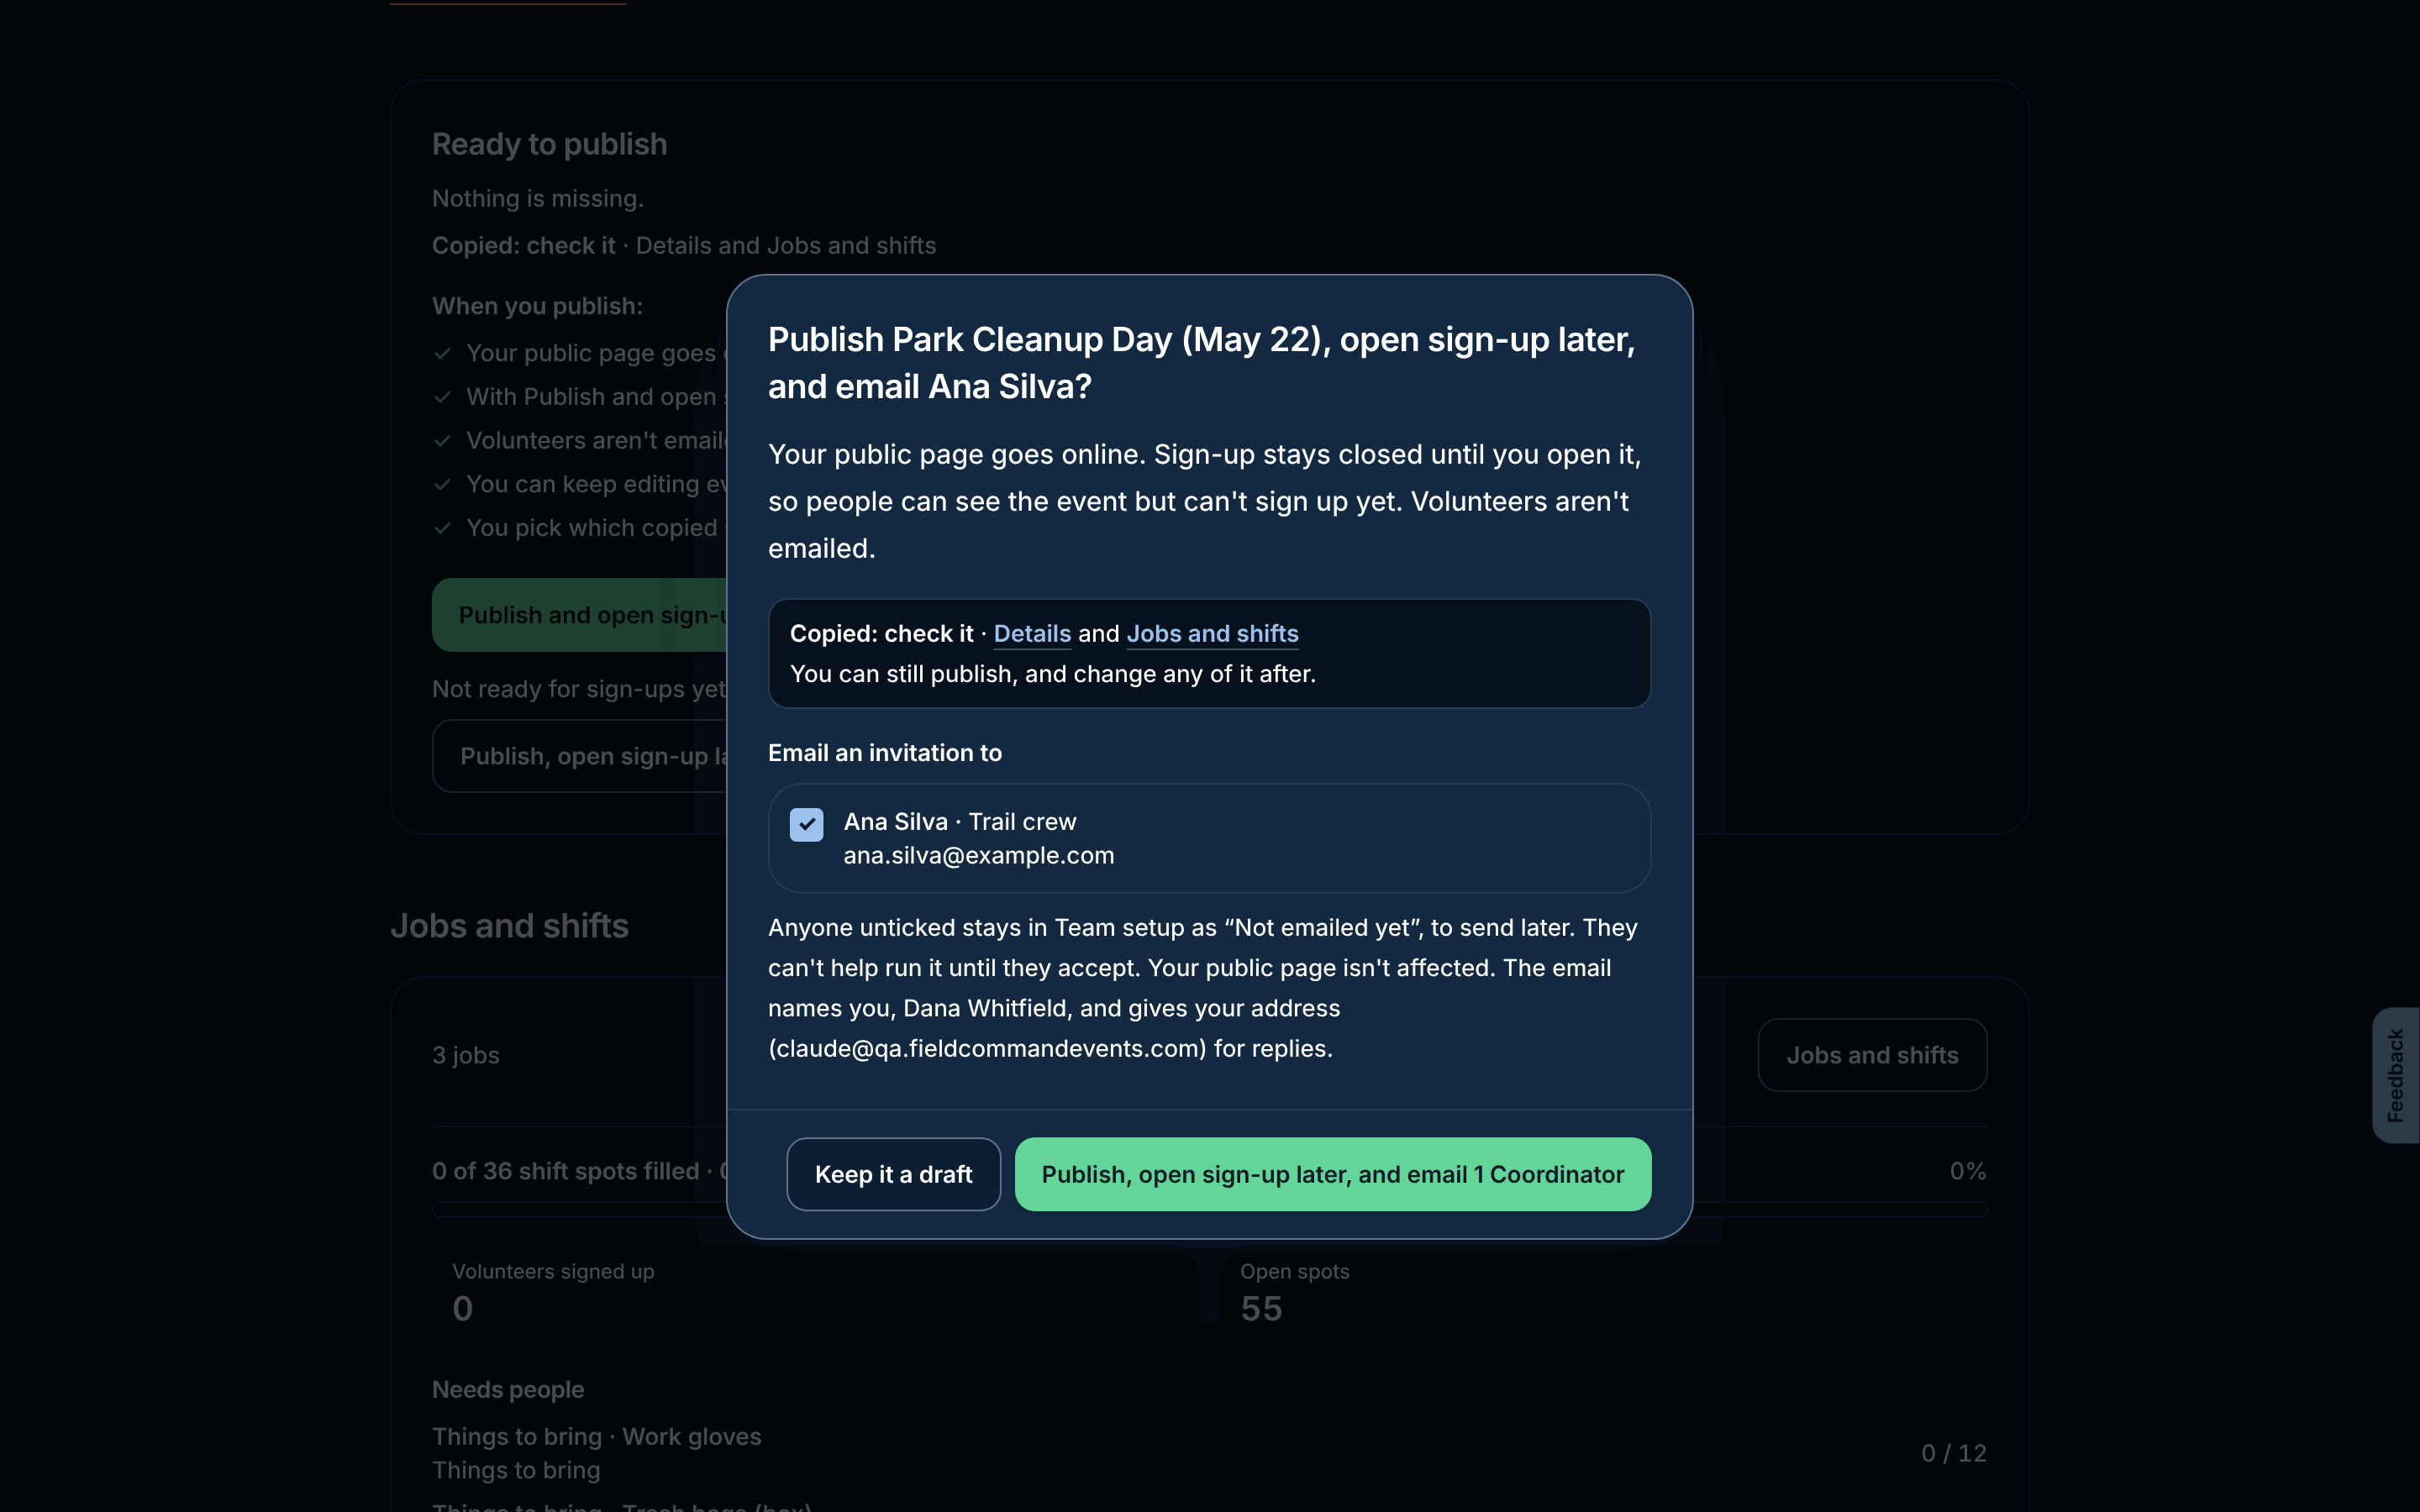 Ready to publish
Nothing is missing.
Copied: check it · Details and Jobs and shifts
When you publish:
Your public page goes
With Publish and open
Volunteers aren't
You can keep editing
You pick which copied
Publish and open
Not ready for sign-ups yet
Publish, open sign-up
Publish Park Cleanup Day (May 22), open sign-up later,
and email Ana Silva?
Your public page goes online. Sign-up stays closed until you open it,
so people can see the event but can't sign up yet. Volunteers aren't
emailed.
Copied: check it · Details and Jobs and shifts
You can still publish, and change any of it after.
Email an invitation to
Ana Silva · Trail crew
ana.silva@example.com
Anyone unticked stays in Team setup as “Not emailed yet”, to send later. They
can't help run it until they accept. Your public page isn't affected. The email
names you, Dana Whitfield, and gives your address
(claude@qa.fieldcommandevents.com) for replies.
Keep it a draft
Publish, open sign-up later, and email 1 Coordinator
Jobs and shifts
3 jobs
Jobs and shifts
0 of 36 shift spots filled ·
0%
Volunteers signed up
0
Open spots
55
Needs people
Things to bring · Work gloves
Things to bring
0 / 12
Things to bring · Trash bags (box)
Feedback